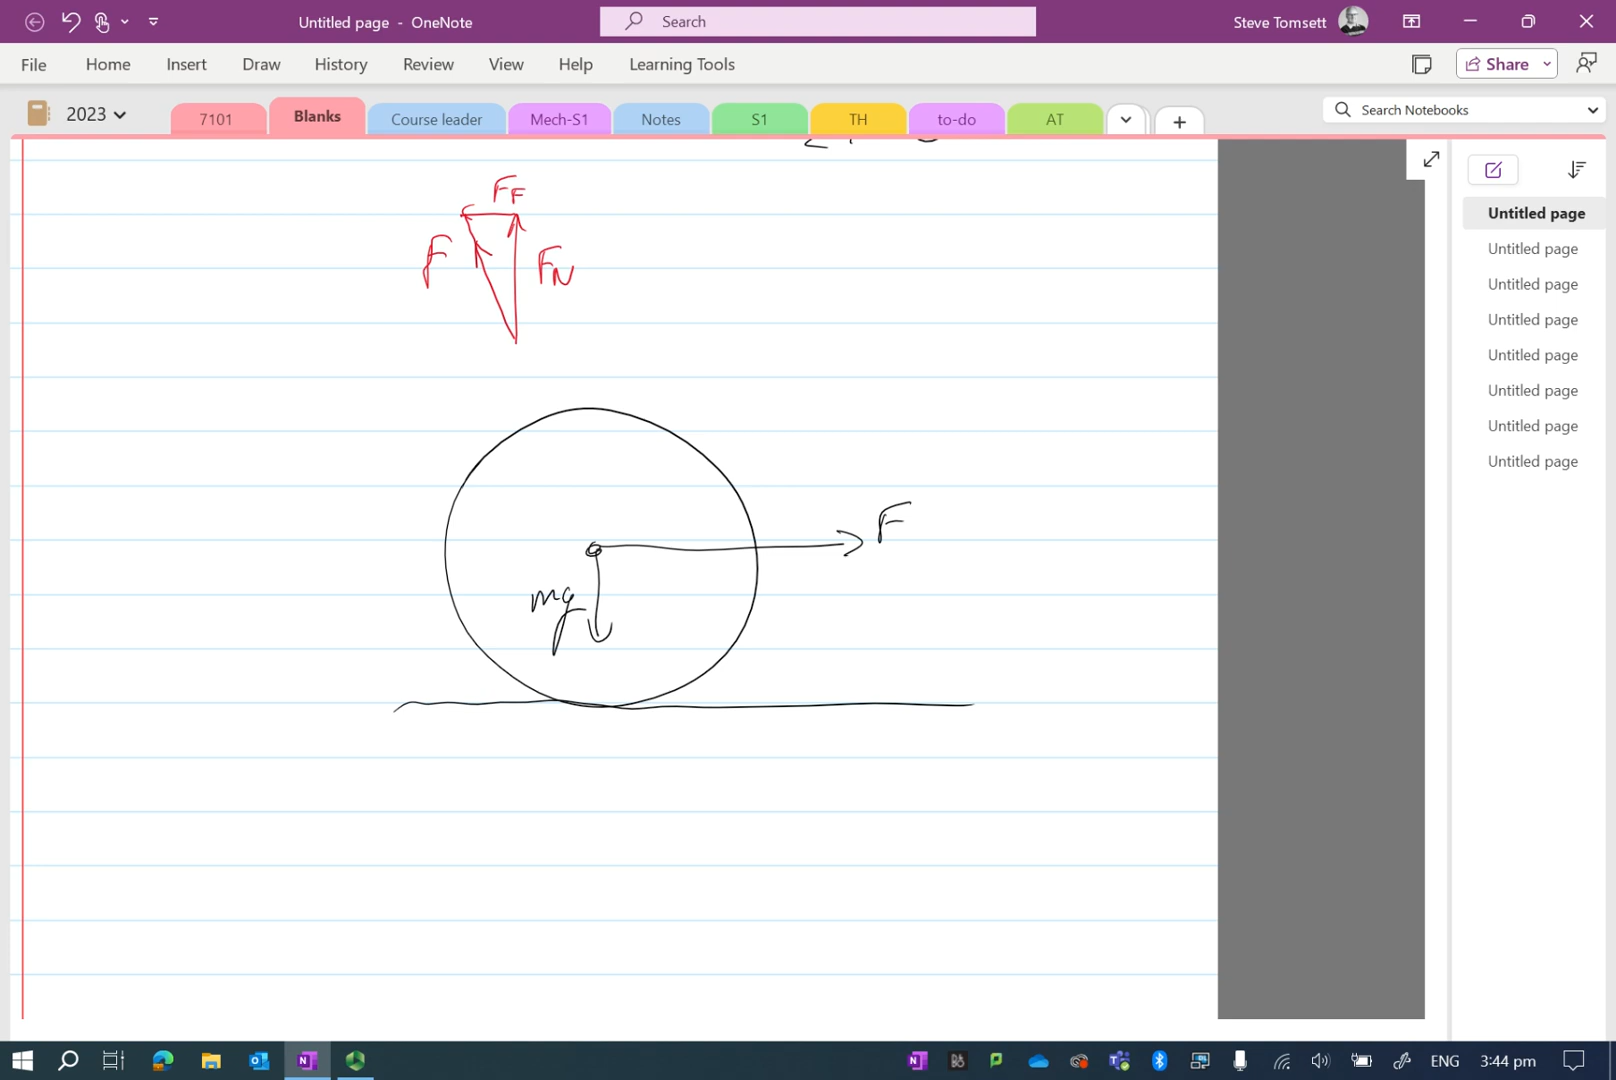 Untitled page - OneNote
Search
Steve Tomsett
File Home Insert Draw History Review View Help Learning Tools
Share
2023
7101 Blanks Course leader Mech-S1 Notes S1 TH to-do AT
Search Notebooks
Untitled page
Untitled page
Untitled page
Untitled page
Untitled page
Untitled page
Untitled page
Untitled page
FF
F
FN
F
mg
ENG 3:44 pm